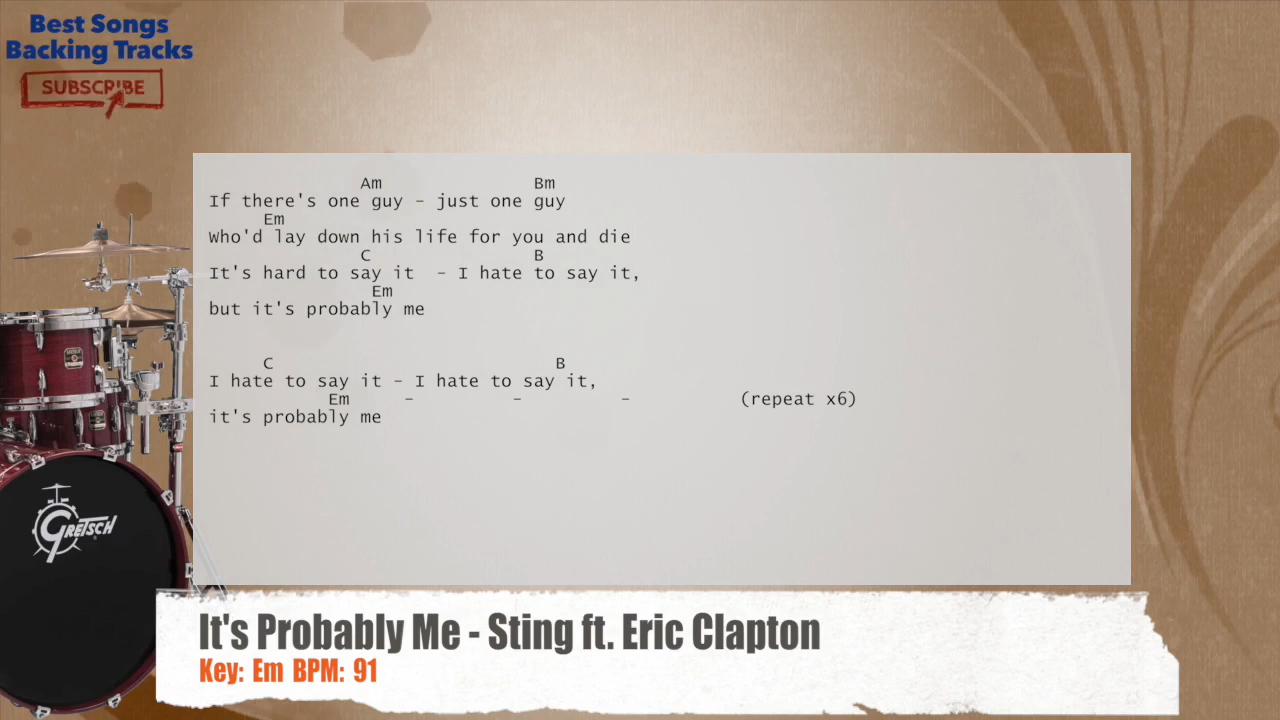 Best Songs
Backing Tracks
SUBSCRIBE
Am Bm
If there's one guy – just one guy
Em
Who'd lay down his life for you and die
C B
It's hard to say it – I hate to say it,
Em
but it's probably me
C B
I hate to say it – I hate to say it,
Em – – – (repeat x6)
it's probably me
GRETSCH
It's Probably Me - Sting ft. Eric Clapton
Key: Em BPM: 91